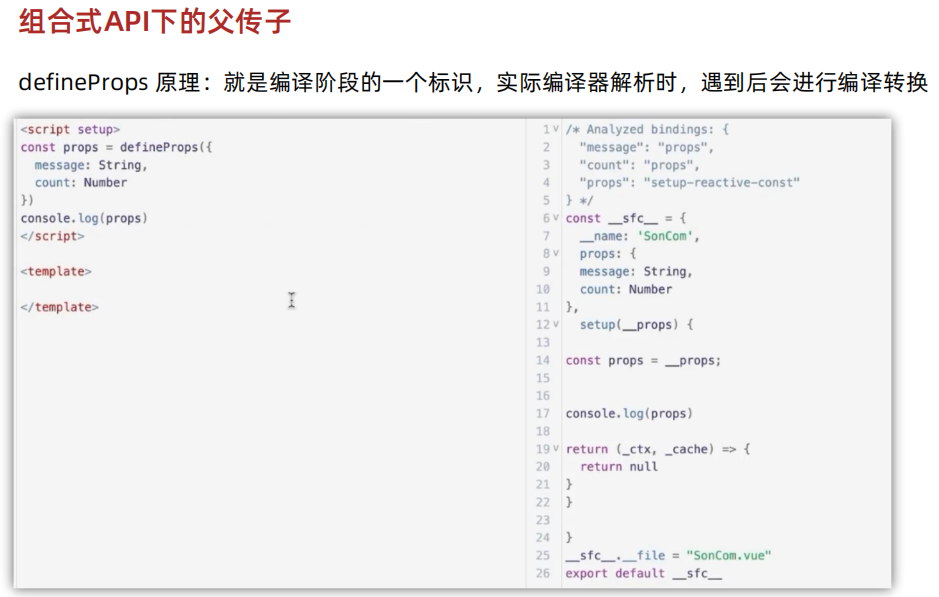 组合式API下的父传子
defineProps 原理：就是编译阶段的一个标识，实际编译器解析时，遇到后会进行编译转换
<script setup>
const props = defineProps({
  message: String,
  count: Number
})
console.log(props)
</script>
<template>
</template>
1 /* Analyzed bindings: {
2   "message": "props",
3   "count": "props",
4   "props": "setup-reactive-const"
5 } */
6 const __sfc__ = {
7   __name: 'SonCom',
8   props: {
9   message: String,
10   count: Number
11 },
12   setup(__props) {
13
14 const props = __props;
15
16
17 console.log(props)
18
19 return (_ctx, _cache) => {
20   return null
21 }
22 }
23
24 }
25 __sfc__.__file = "SonCom.vue"
26 export default __sfc__